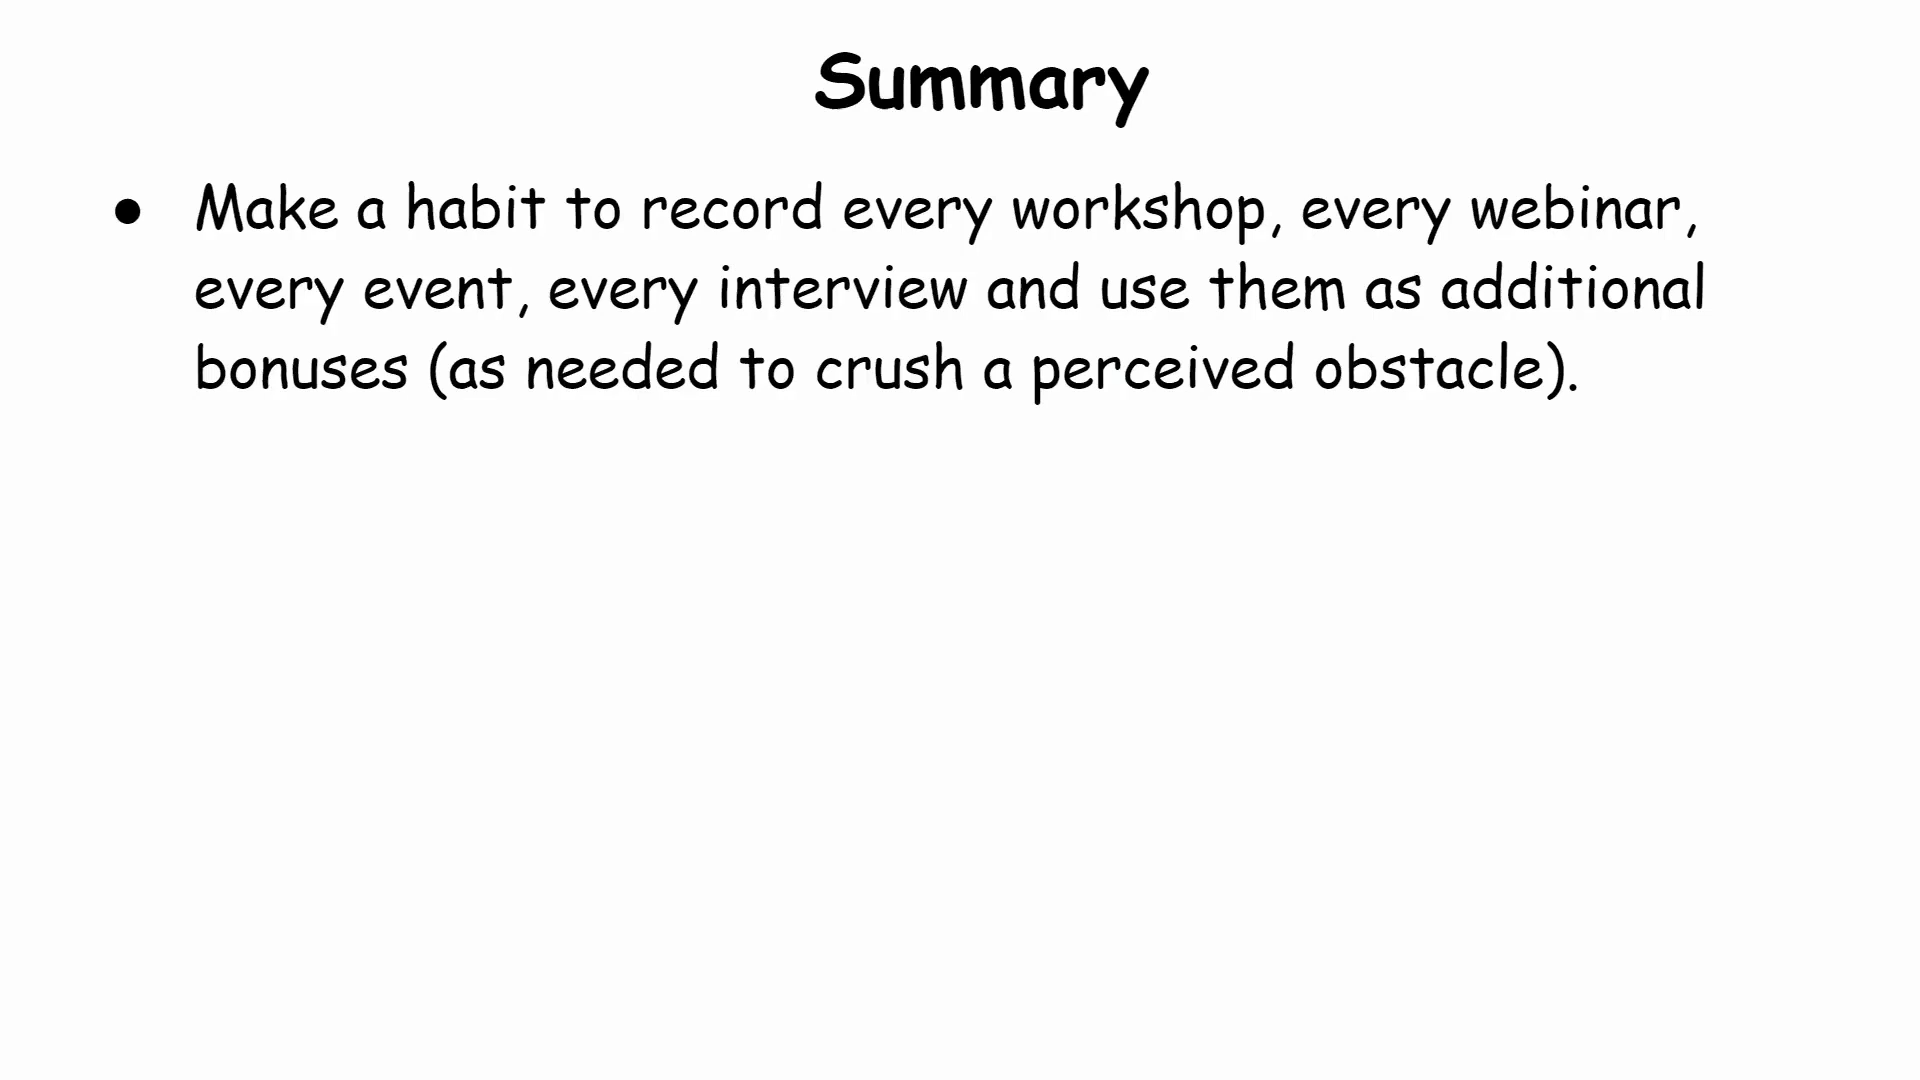 Summary
● Make a habit to record every workshop, every webinar,
every event, every interview and use them as additional
bonuses (as needed to crush a perceived obstacle).